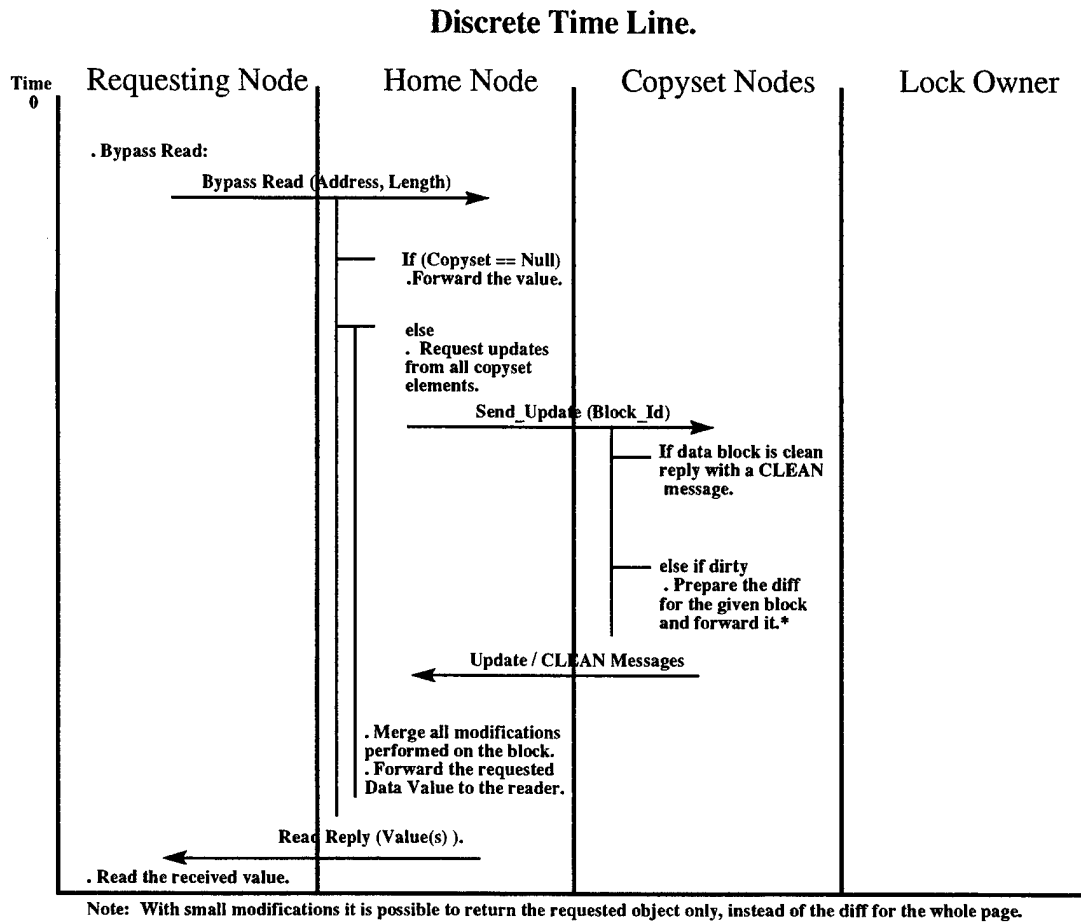 Discrete Time Line.
Time
0
Requesting Node
Home Node
Copyset Nodes
Lock Owner
. Bypass Read:
Bypass Read (Address, Length)
If (Copyset == Null)
.Forward the value.
else
. Request updates
from all copyset
elements.
Send_Update (Block_Id)
If data block is clean
reply with a CLEAN
message.
else if dirty
. Prepare the diff
for the given block
and forward it.*
Update / CLEAN Messages
. Merge all modifications
performed on the block.
. Forward the requested
Data Value to the reader.
Read Reply (Value(s) ).
. Read the received value.
Note: With small modifications it is possible to return the requested object only, instead of the diff for the whole page.